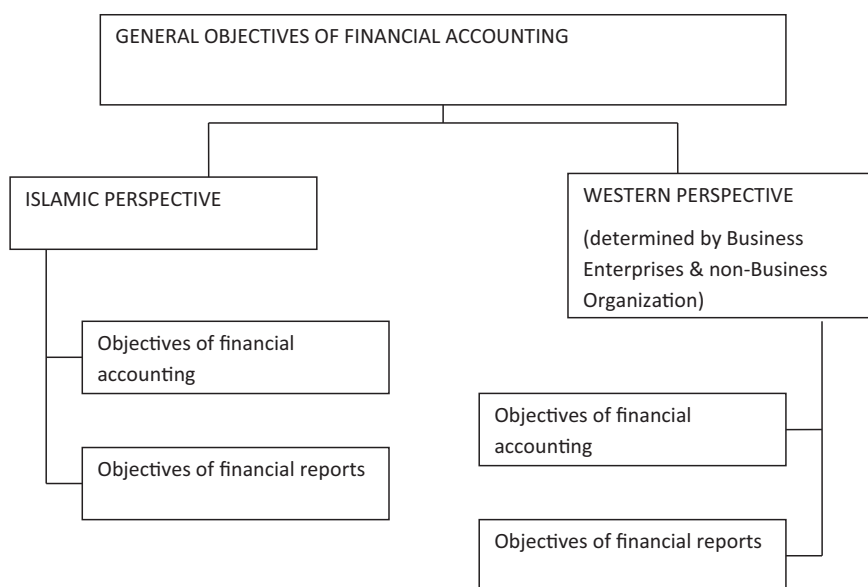 GENERAL OBJECTIVES OF FINANCIAL ACCOUNTING
ISLAMIC PERSPECTIVE
WESTERN PERSPECTIVE
(determined by Business
Enterprises & non-Business
Organization)
Objectives of financial
accounting
Objectives of financial reports
Objectives of financial
accounting
Objectives of financial reports